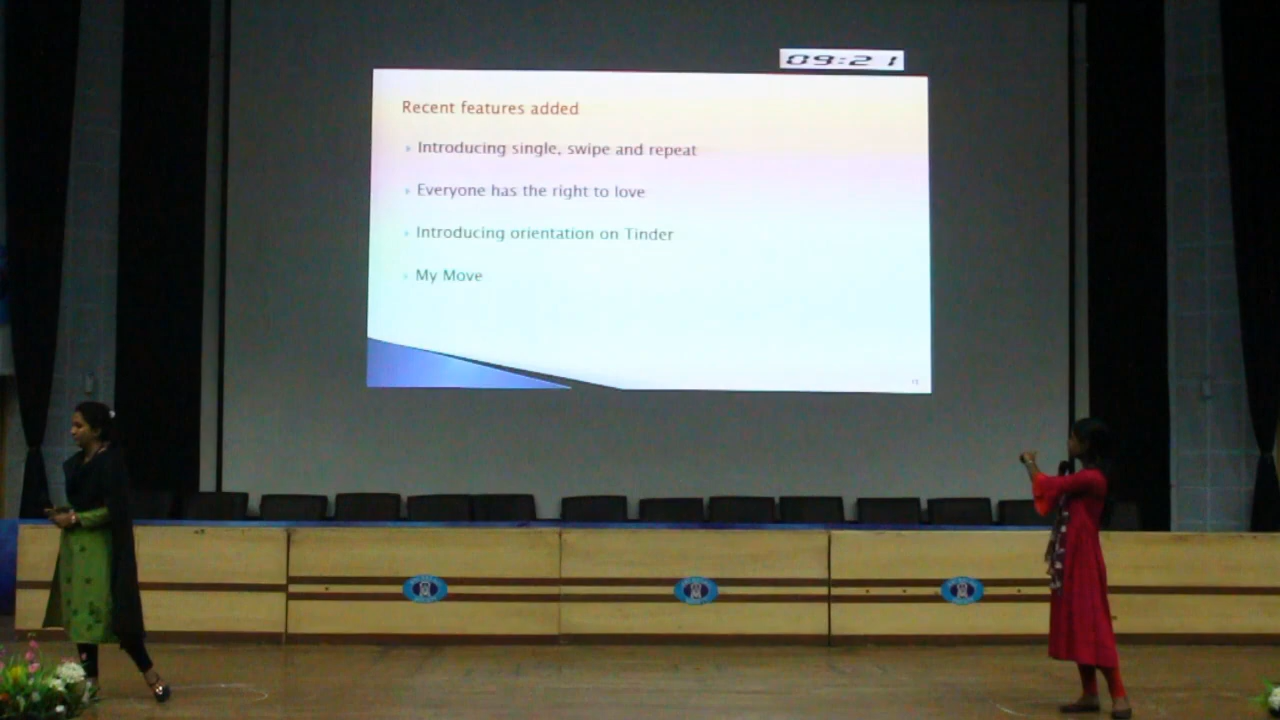 09:21
Recent features added
Introducing single, swipe and repeat
Everyone has the right to love
Introducing orientation on Tinder
My Move